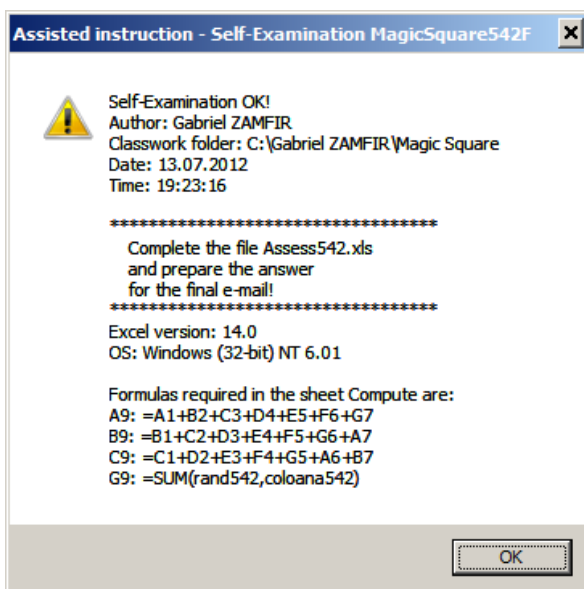 Assisted instruction - Self-Examination MagicSquare542F
Self-Examination OK!
Author: Gabriel ZAMFIR
Classwork folder: C:\Gabriel ZAMFIR\Magic Square
Date: 13.07.2012
Time: 19:23:16
**********************************
Complete the file Assess542.xls
and prepare the answer
for the final e-mail!
**********************************
Excel version: 14.0
OS: Windows (32-bit) NT 6.01
Formulas required in the sheet Compute are:
A9: =A1+B2+C3+D4+E5+F6+G7
B9: =B1+C2+D3+E4+F5+G6+A7
C9: =C1+D2+E3+F4+G5+A6+B7
G9: =SUM(rand542,coloana542)
OK